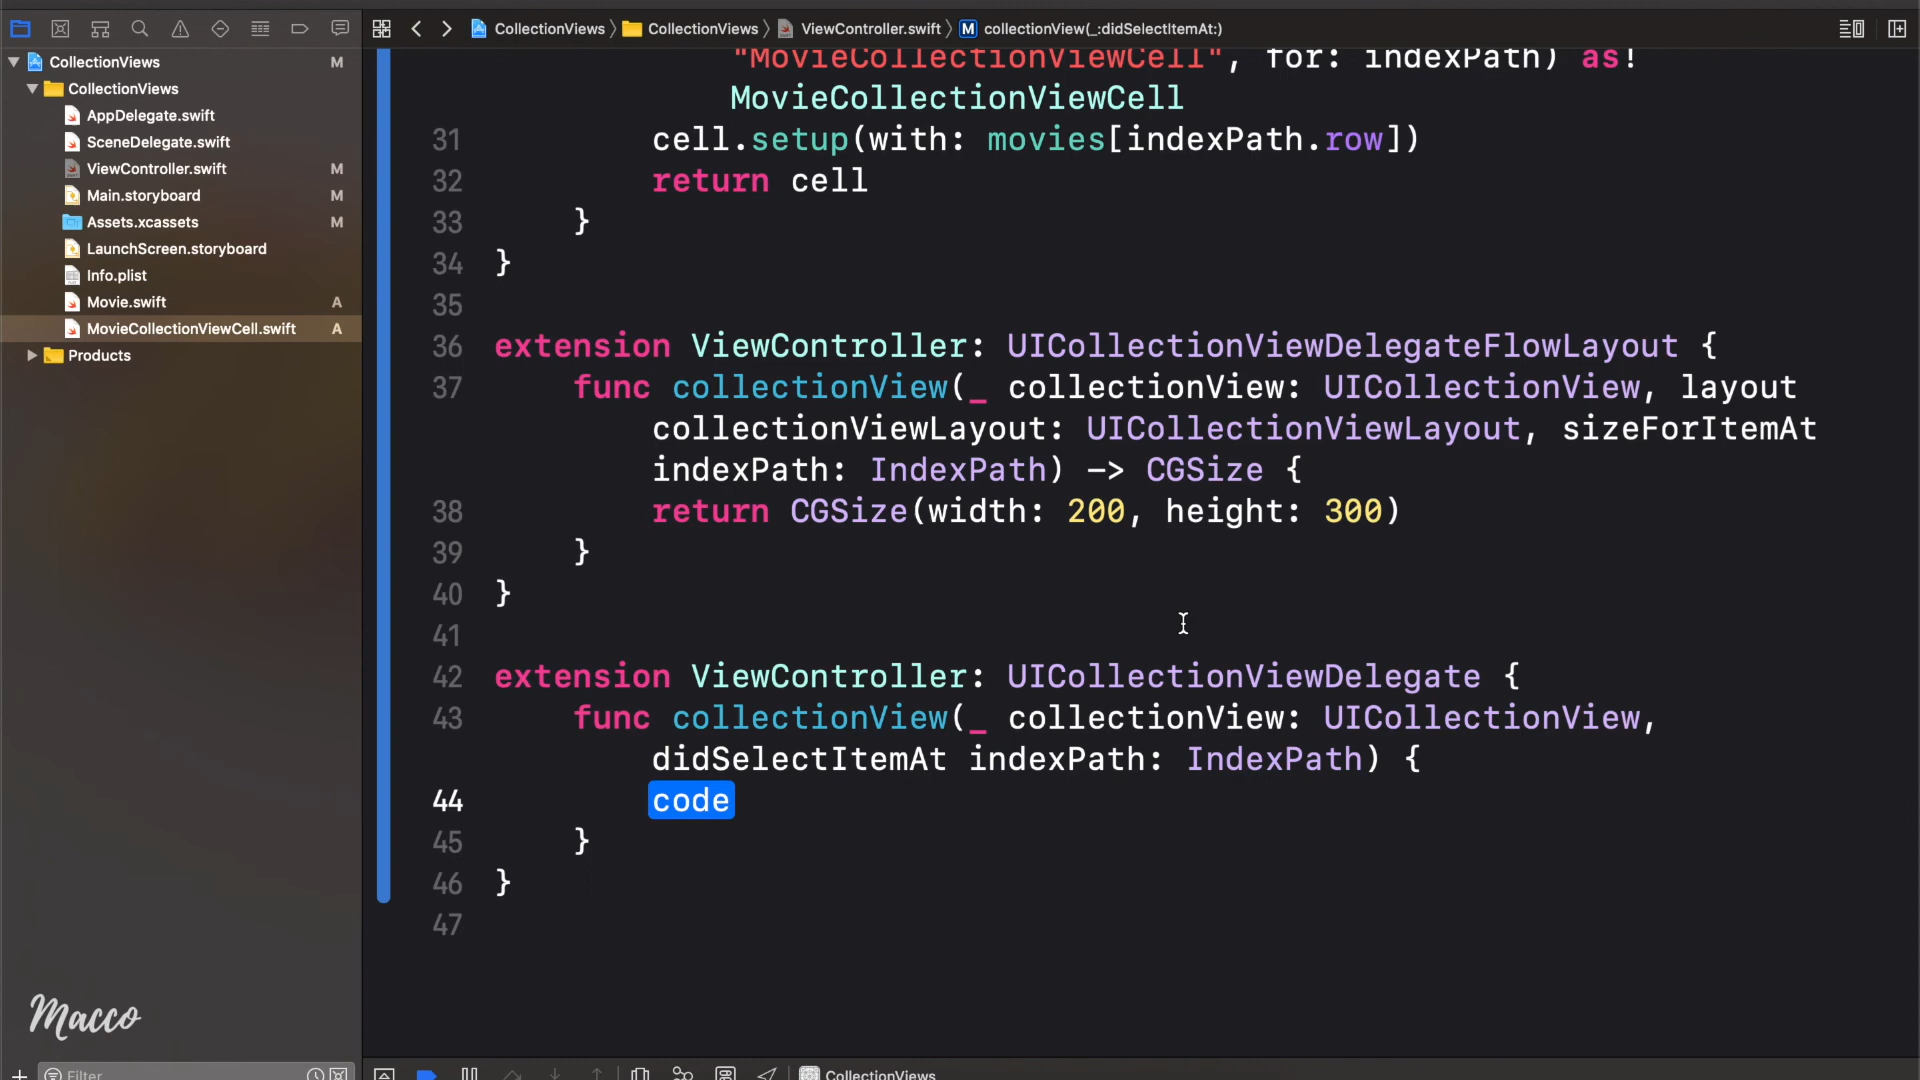 CollectionViews
CollectionViews
ViewController.swift
collectionView(_:didSelectItemAt:)
CollectionViews M
CollectionViews
AppDelegate.swift
SceneDelegate.swift
ViewController.swift M
Main.storyboard M
Assets.xcassets M
LaunchScreen.storyboard
Info.plist
Movie.swift A
MovieCollectionViewCell.swift A
Products
"MovieCollectionViewCell", for: indexPath) as!
MovieCollectionViewCell
31 cell.setup(with: movies[indexPath.row])
32 return cell
33 }
34 }
35
36 extension ViewController: UICollectionViewDelegateFlowLayout {
37 func collectionView(_ collectionView: UICollectionView, layout
collectionViewLayout: UICollectionViewLayout, sizeForItemAt
indexPath: IndexPath) -> CGSize {
38 return CGSize(width: 200, height: 300)
39 }
40 }
41
42 extension ViewController: UICollectionViewDelegate {
43 func collectionView(_ collectionView: UICollectionView,
didSelectItemAt indexPath: IndexPath) {
44 code
45 }
46 }
47
Macco
Filter
CollectionViews